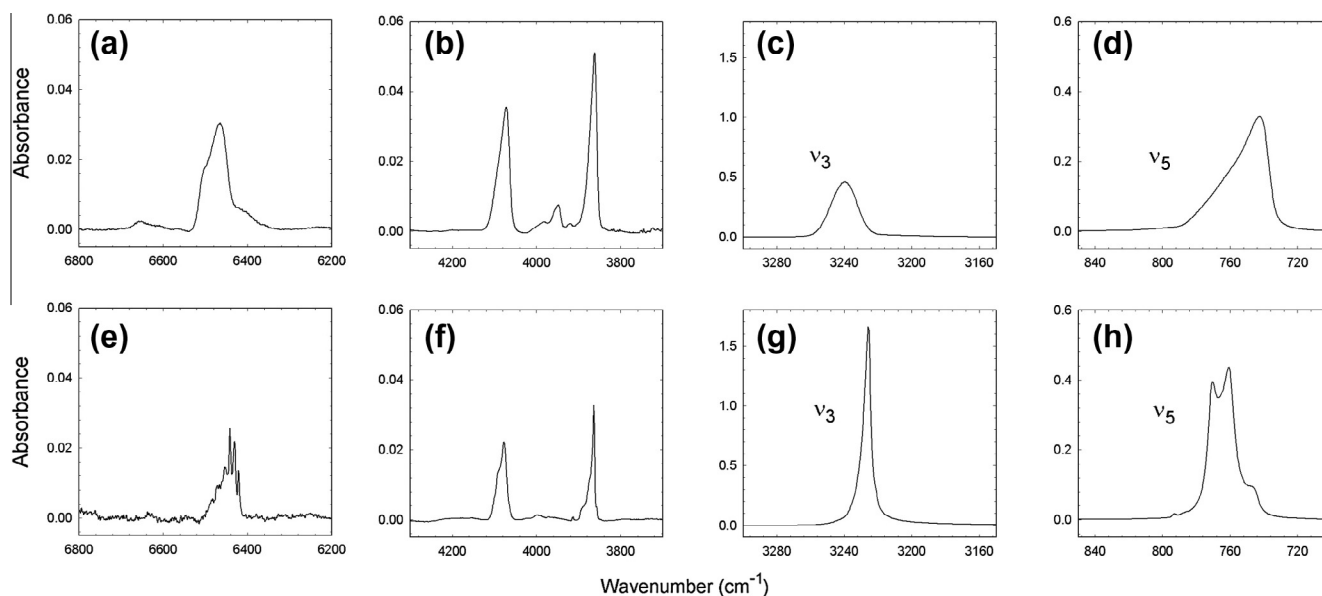 (a)
Absorbance
0.06
0.04
0.02
0.00
6800 6600 6400 6200
(b)
0.06
0.04
0.02
0.00
4200 4000 3800
(c)
ν3
1.5
1.0
0.5
0.0
3280 3240 3200 3160
(d)
ν5
0.6
0.4
0.2
0.0
840 800 760 720
(e)
Absorbance
0.06
0.04
0.02
0.00
6800 6600 6400 6200
(f)
0.06
0.04
0.02
0.00
4200 4000 3800
(g)
ν3
1.5
1.0
0.5
0.0
3280 3240 3200 3160
(h)
ν5
0.6
0.4
0.2
0.0
840 800 760 720
Wavenumber (cm⁻¹)